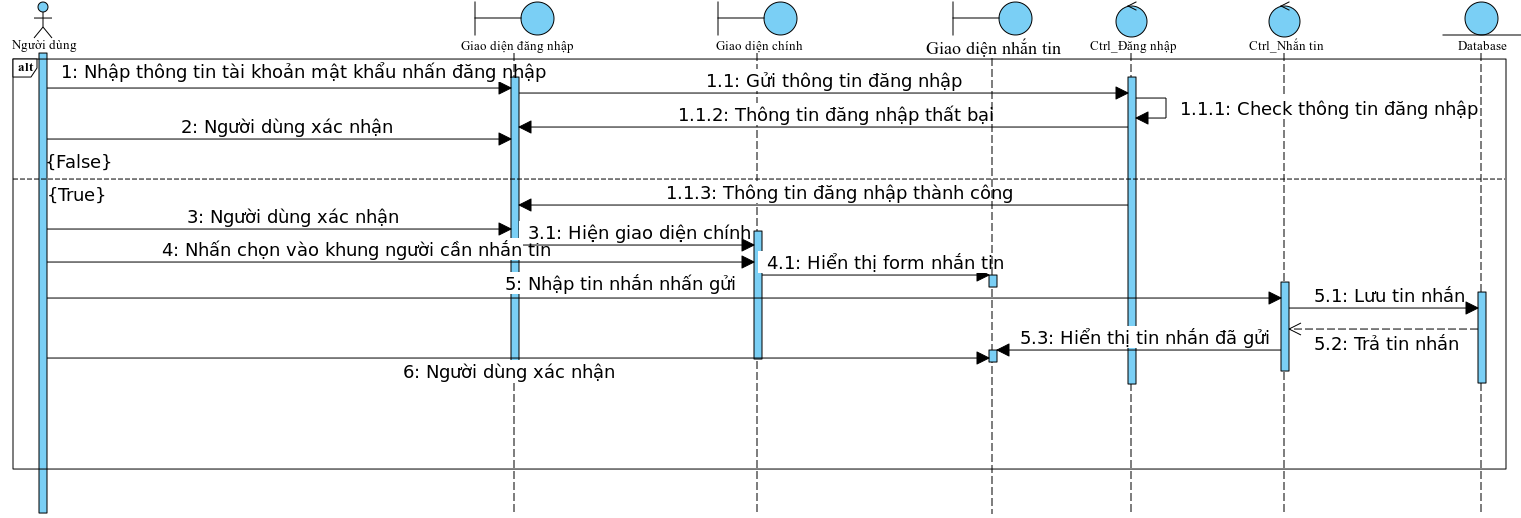 Người dùng
Giao diện đăng nhập
Giao diện chính
Giao diện nhắn tin
Ctrl_Đăng nhập
Ctrl_Nhắn tin
Database
alt
1: Nhập thông tin tài khoản mật khẩu nhấn đăng nhập
1.1: Gửi thông tin đăng nhập
1.1.1: Check thông tin đăng nhập
1.1.2: Thông tin đăng nhập thất bại
2: Người dùng xác nhận
{False}
{True}
1.1.3: Thông tin đăng nhập thành công
3: Người dùng xác nhận
3.1: Hiện giao diện chính
4: Nhấn chọn vào khung người cần nhắn tin
4.1: Hiển thị form nhắn tin
5: Nhập tin nhắn nhấn gửi
5.1: Lưu tin nhắn
5.3: Hiển thị tin nhắn đã gửi
5.2: Trả tin nhắn
6: Người dùng xác nhận